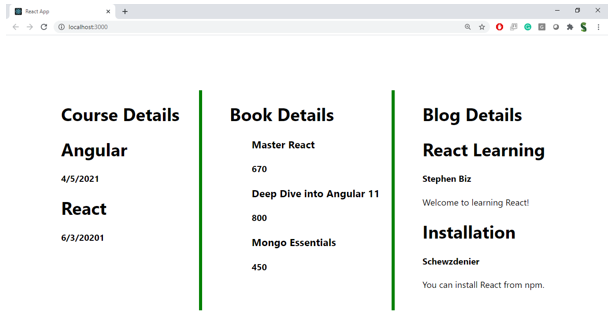 React App
localhost:3000
Course Details
Angular
4/5/2021
React
6/3/20201
Book Details
Master React
670
Deep Dive into Angular 11
800
Mongo Essentials
450
Blog Details
React Learning
Stephen Biz
Welcome to learning React!
Installation
Schewzdenier
You can install React from npm.